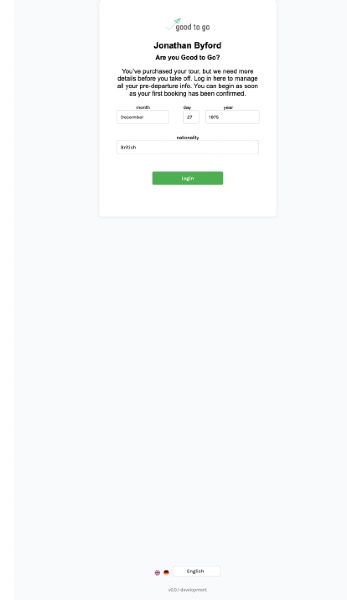 good to go
Jonathan Byford
Are you Good to Go?
You've purchased your tour, but we need more
details before you take off. Log in here to manage
all your pre-departure info. You can begin as soon
as your first booking has been confirmed.
month day year
December 27 1975
nationality
British
login
English
v0.0.1 development